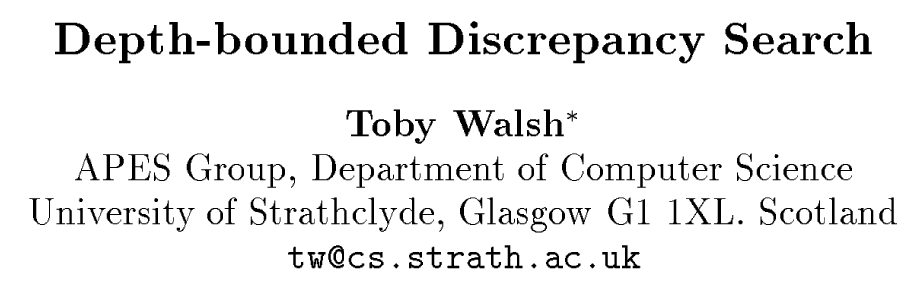 Depth-bounded Discrepancy Search
Toby Walsh*
APES Group, Department of Computer Science
University of Strathclyde, Glasgow G1 1XL. Scotland
tw@cs.strath.ac.uk